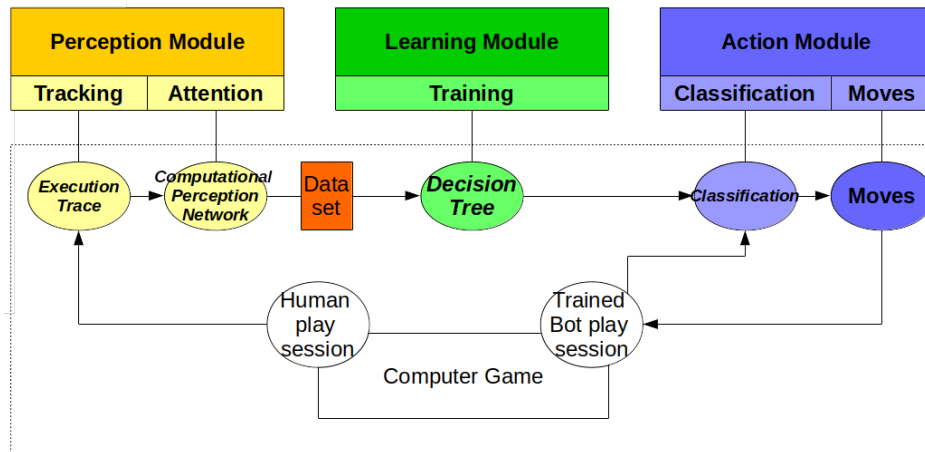 Perception Module
Learning Module
Action Module
Tracking
Attention
Training
Classification
Moves
Execution
Trace
Computational
Perception
Network
Data
set
Decision
Tree
Classification
Moves
Human
play
session
Trained
Bot play
session
Computer Game